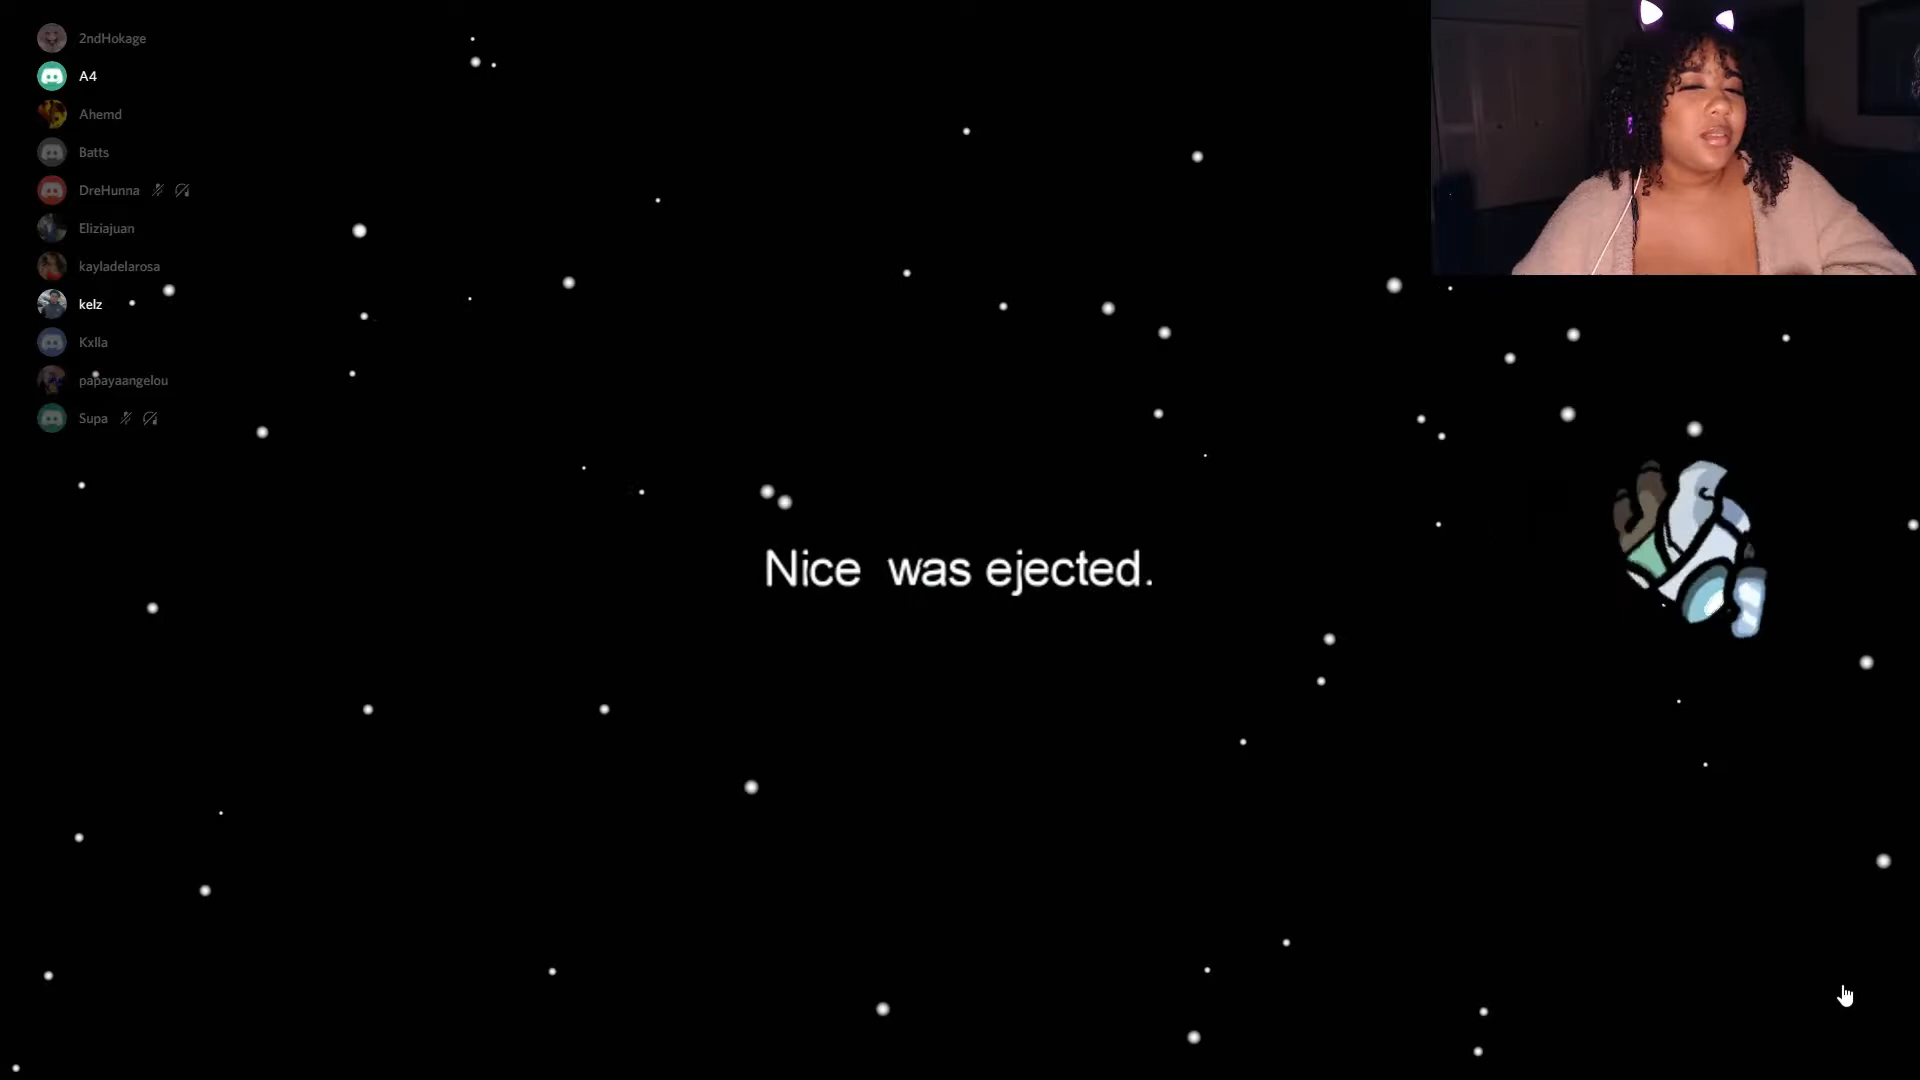 2ndHokage
A4
Ahemd
Batts
DreHunna
Eliziajuan
kayladelarosa
kelz
Kxlla
papayaangelou
Supa
Nice was ejected.